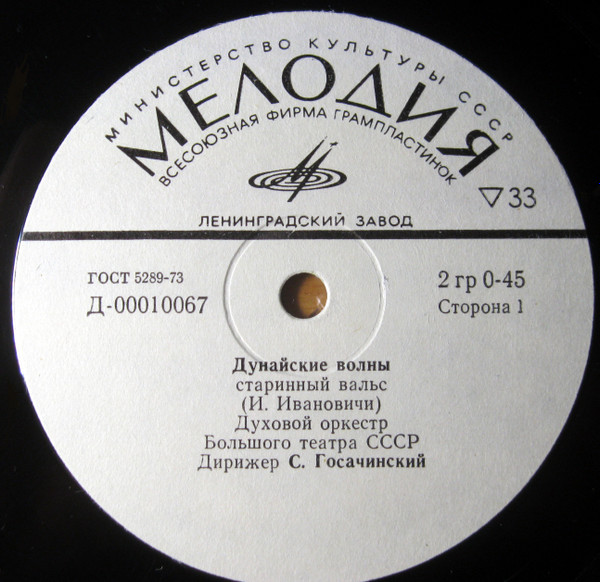 МИНИСТЕРСТВО КУЛЬТУРЫ СССР
МЕЛОДИЯ
ВСЕСОЮЗНАЯ ФИРМА ГРАМПЛАСТИНОК
▽33
ЛЕНИНГРАДСКИЙ ЗАВОД
ГОСТ 5289-73
Д-00010067
2 гр 0-45
Сторона 1
Дунайские волны
старинный вальс
(И. Ивановичи)
Духовой оркестр
Большого театра СССР
Дирижер С. Госачинский